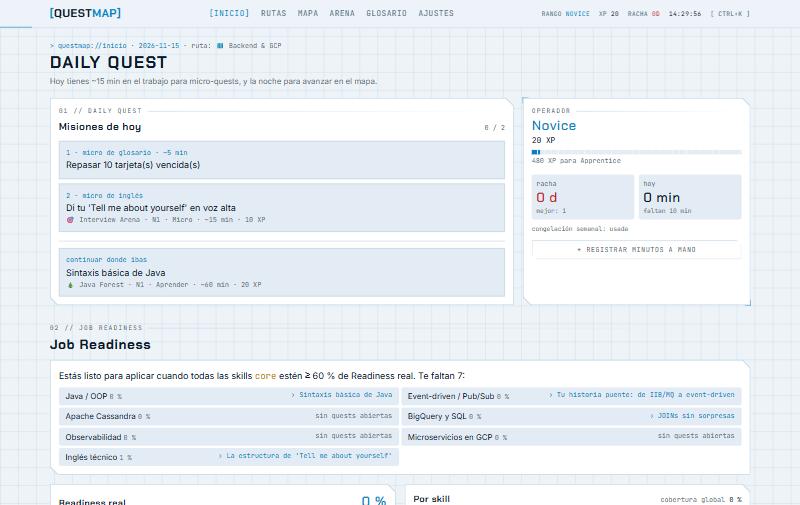 [QUESTMAP]
[INICIO] RUTAS MAPA ARENA GLOSARIO AJUSTES
RANGO NOVICE XP 20 RACHA 0D 14:29:56 [ CTRL+K ]
> questmap://inicio · 2026-11-15 · ruta: Backend & GCP
DAILY QUEST
Hoy tienes ~15 min en el trabajo para micro-quests, y la noche para avanzar en el mapa.
01 // DAILY QUEST
Misiones de hoy
0 / 2
1 · micro de glosario · ~5 min
Repasar 10 tarjeta(s) vencida(s)
2 · micro de inglés
Di tu 'Tell me about yourself' en voz alta
Interview Arena · N1 · Micro · ~15 min · 10 XP
continuar donde ibas
Sintaxis básica de Java
Java Forest · N1 · Aprender · ~60 min · 20 XP
OPERADOR
Novice
20 XP
480 XP para Apprentice
racha
0 d
mejor: 1
hoy
0 min
faltan 10 min
congelación semanal: usada
+ REGISTRAR MINUTOS A MANO
02 // JOB READINESS
Job Readiness
Estás listo para aplicar cuando todas las skills core estén ≥ 60 % de Readiness real. Te faltan 7:
Java / OOP 0 % › Sintaxis básica de Java
Event-driven / Pub/Sub 0 % › Tu historia puente: de IIB/MQ a event-driven
Apache Cassandra 0 % sin quests abiertas
BigQuery y SQL 0 % › JOINs sin sorpresas
Observabilidad 0 % sin quests abiertas
Microservicios en GCP 0 % sin quests abiertas
Inglés técnico 1 % › La estructura de 'Tell me about yourself'
Readiness real 0 %
Por skill cobertura global 0 %